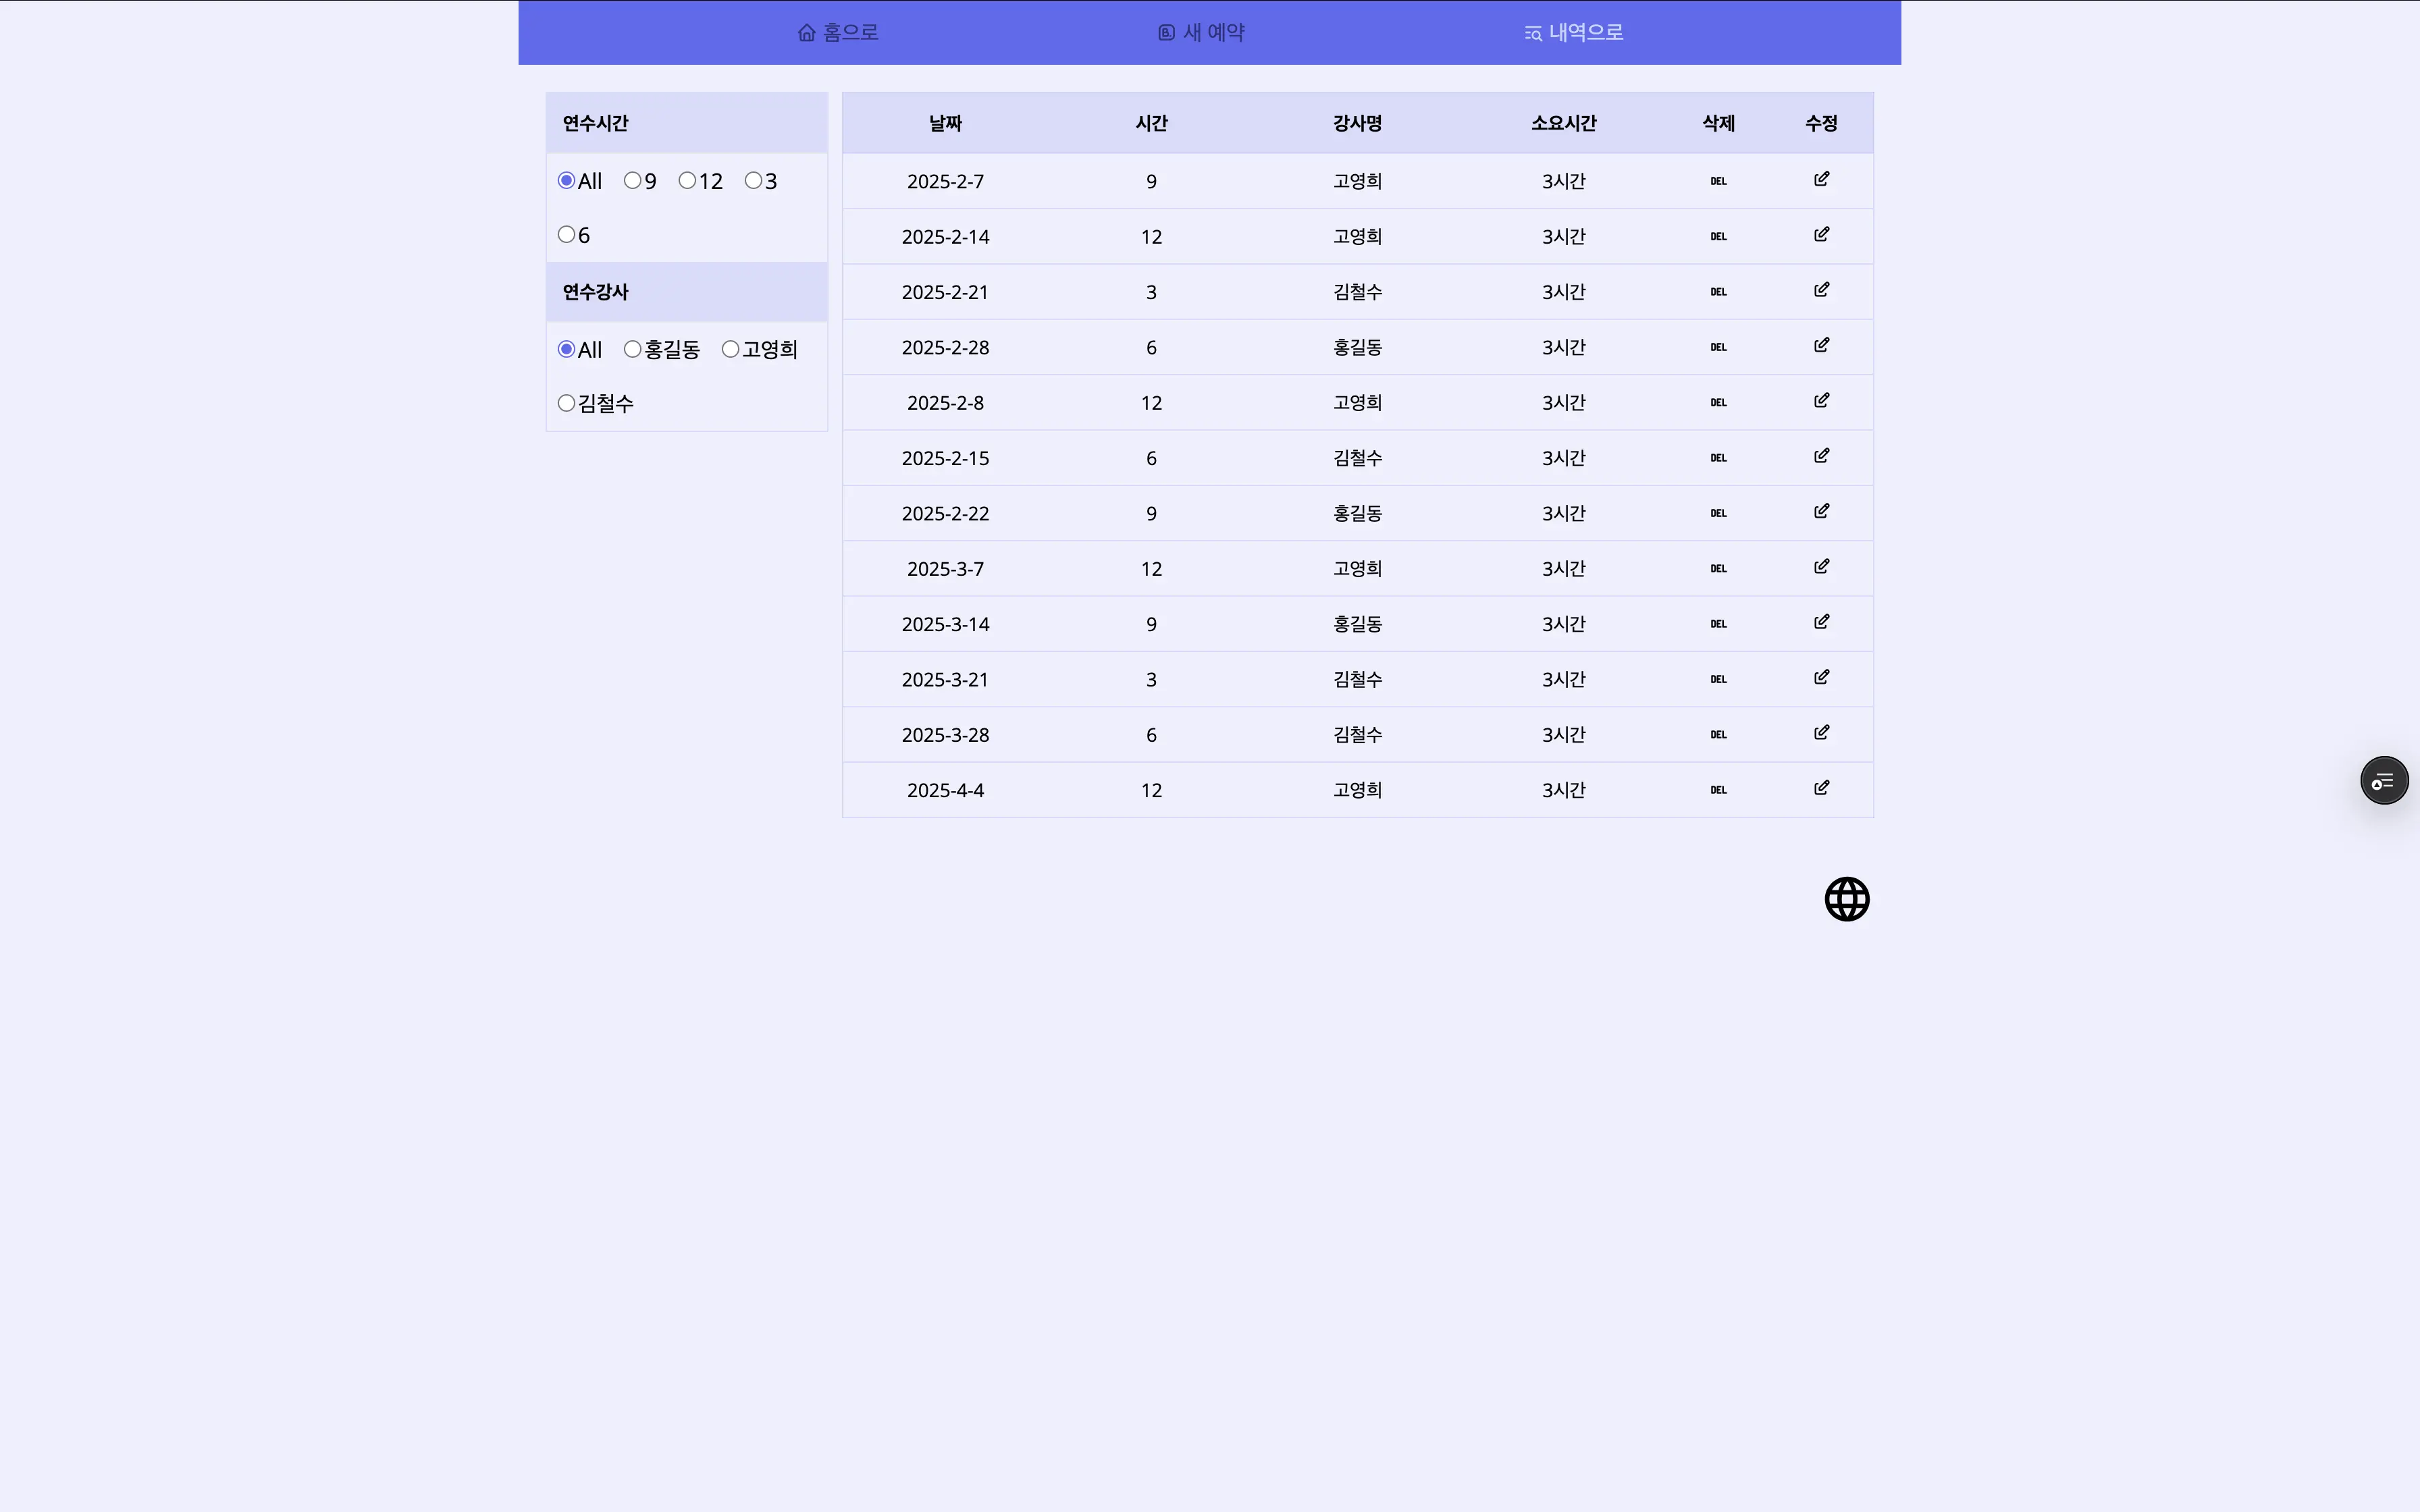 홈으로 새 예약 내역으로
연수시간
All 9 12 3
6
연수강사
All 홍길동 고영희
김철수
날짜 시간 강사명 소요시간 삭제 수정
2025-2-7 9 고영희 3시간 DEL
2025-2-14 12 고영희 3시간 DEL
2025-2-21 3 김철수 3시간 DEL
2025-2-28 6 홍길동 3시간 DEL
2025-2-8 12 고영희 3시간 DEL
2025-2-15 6 김철수 3시간 DEL
2025-2-22 9 홍길동 3시간 DEL
2025-3-7 12 고영희 3시간 DEL
2025-3-14 9 홍길동 3시간 DEL
2025-3-21 3 김철수 3시간 DEL
2025-3-28 6 김철수 3시간 DEL
2025-4-4 12 고영희 3시간 DEL